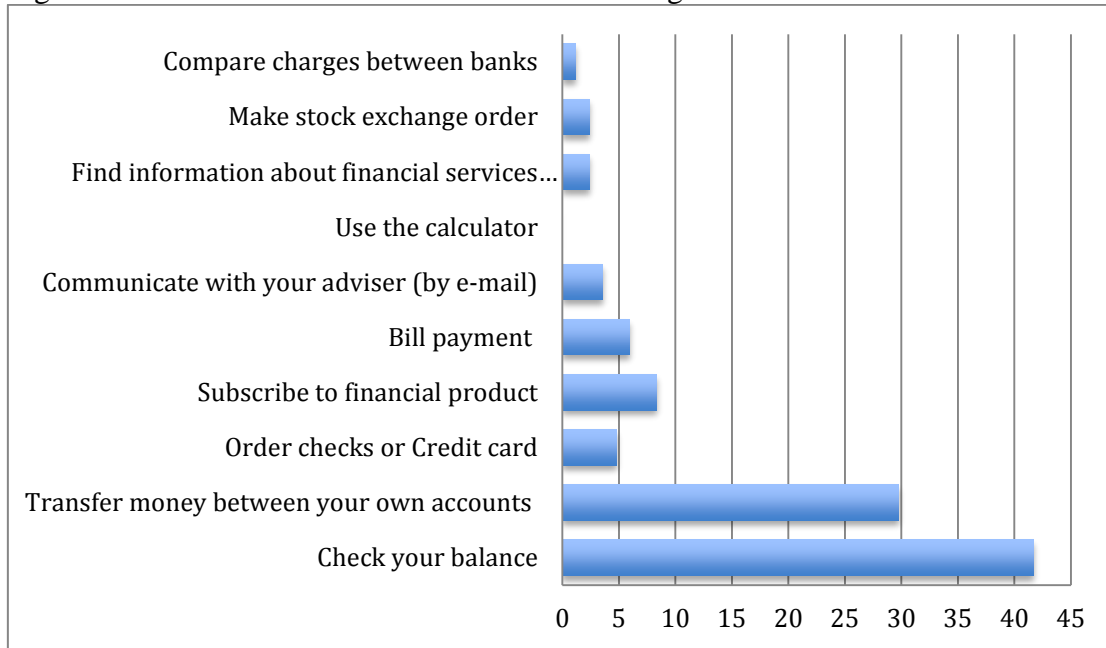 Compare charges between banks
Make stock exchange order
Find information about financial services…
Use the calculator
Communicate with your adviser (by e-mail)
Bill payment
Subscribe to financial product
Order checks or Credit card
Transfer money between your own accounts
Check your balance
0 5 10 15 20 25 30 35 40 45